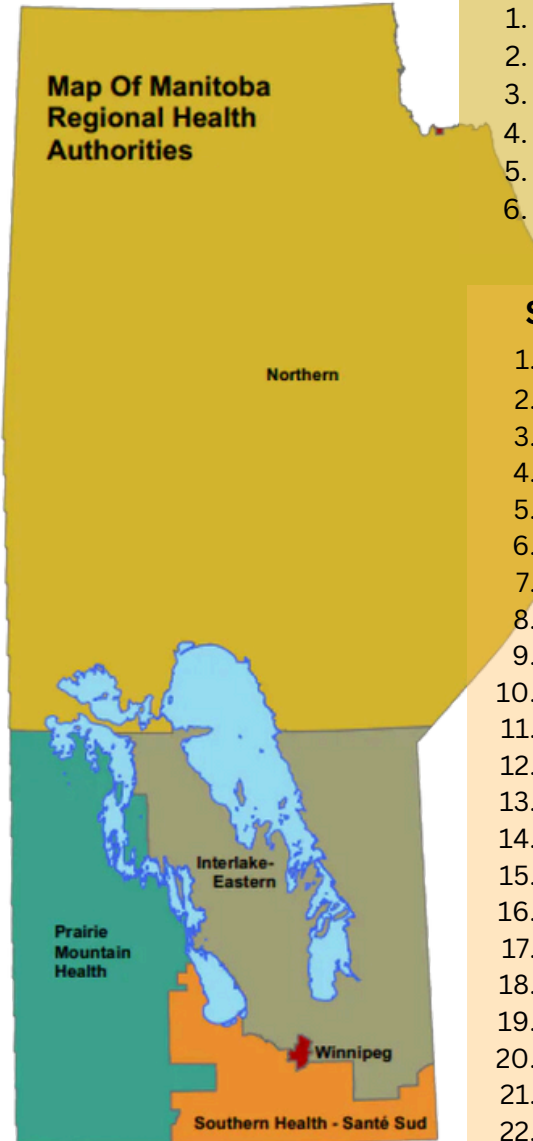 Map Of Manitoba
Regional Health
Authorities
Northern
Interlake-
Eastern
Prairie
Mountain
Health
Winnipeg
Southern Health - Santé Sud
1.
2.
3.
4.
5.
6.
S
1.
2.
3.
4.
5.
6.
7.
8.
9.
10.
11.
12.
13.
14.
15.
16.
17.
18.
19.
20.
21.
22.